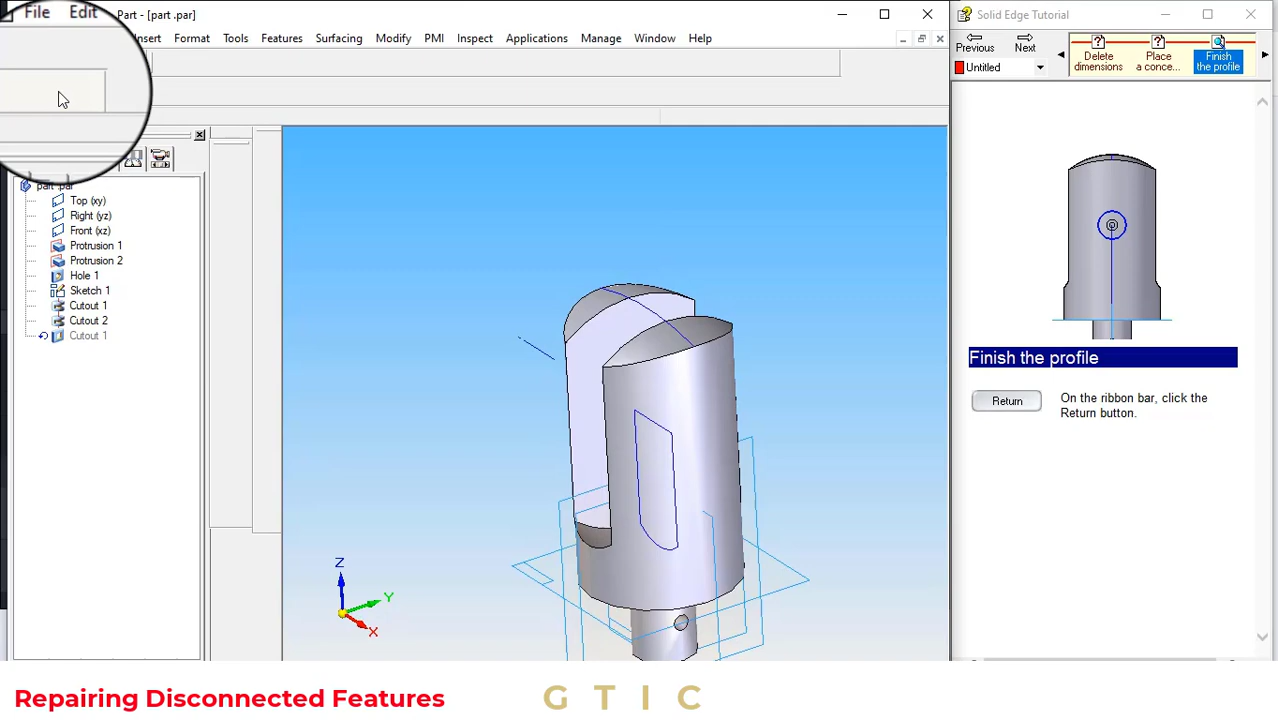 File Edit Part - [part .par]
Insert Format Tools Features Surfacing Modify PMI Inspect Applications Manage Window Help
part .par
Top (xy)
Right (yz)
Front (xz)
Protrusion 1
Protrusion 2
Hole 1
Sketch 1
Cutout 1
Cutout 2
Cutout 1
Z
Y
X
Solid Edge Tutorial
Previous Next
Untitled
Delete dimensions
Place a conce...
Finish the profile
Finish the profile
Return
On the ribbon bar, click the
Return button.
Repairing Disconnected Features
G T I C